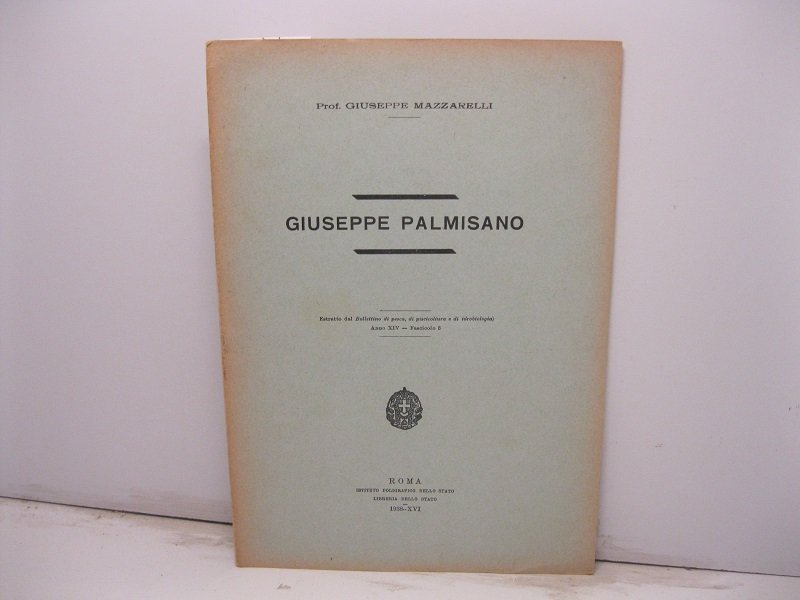 Prof. GIUSEPPE MAZZARELLI
GIUSEPPE PALMISANO
Estratto dal Bollettino di pesca, di piscicoltura e di idrobiologia)
Anno XIV — Fascicolo 3
ROMA
ISTITUTO POLIGRAFICO DELLO STATO
LIBRERIA DELLO STATO
1938-XVI